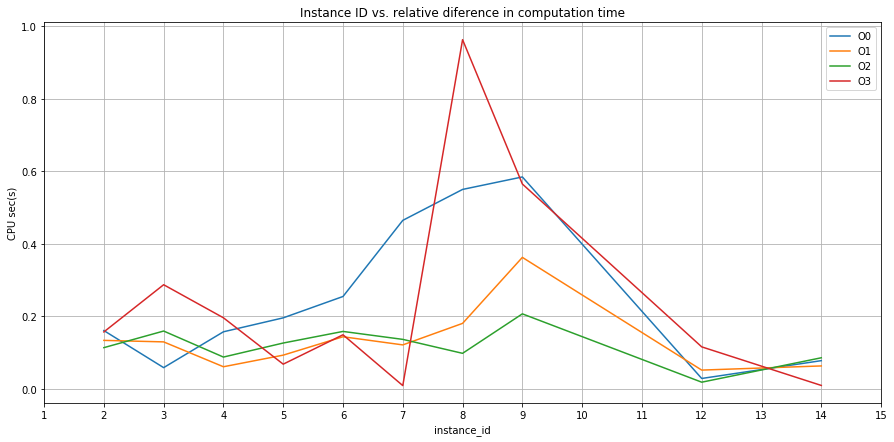 Instance ID vs. relative diference in computation time
CPU sec(s)
1.0
0.8
0.6
0.4
0.2
0.0
O0
O1
O2
O3
1 2 3 4 5 6 7 8 9 10 11 12 13 14 15
instance_id